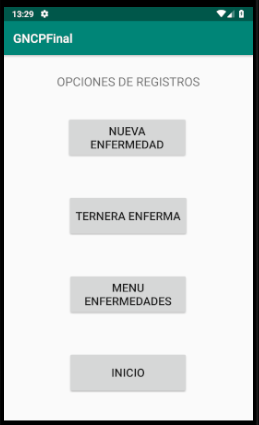 13:29
GNCPFinal
OPCIONES DE REGISTROS
NUEVA
ENFERMEDAD
TERNERA ENFERMA
MENU
ENFERMEDADES
INICIO